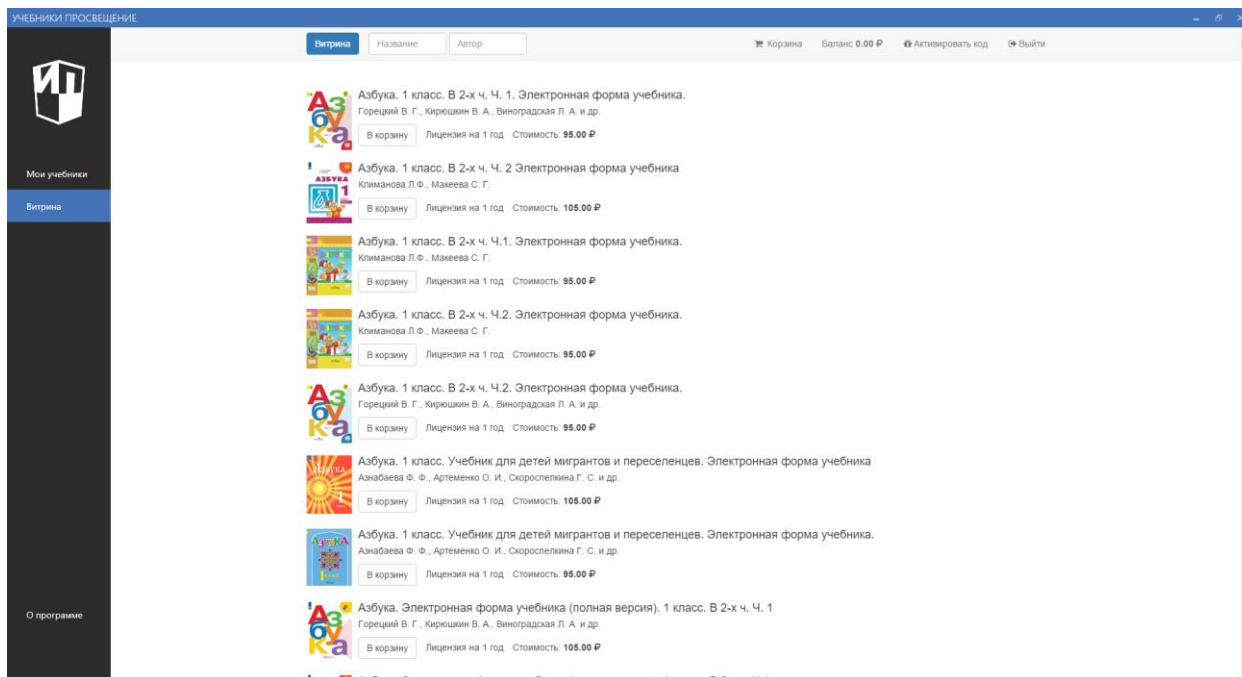 УЧЕБНИКИ ПРОСВЕЩЕНИЕ
Витрина Название Автор Корзина Баланс 0.00 ₽ Активировать код Выйти
Мои учебники
Витрина
О программе
Азбука. 1 класс. В 2-х ч. Ч. 1. Электронная форма учебника.
Горецкий В. Г., Кирюшкин В. А., Виноградская Л. А. и др.
В корзину Лицензия на 1 год Стоимость: 95.00 ₽
Азбука. 1 класс. В 2-х ч. Ч. 2 Электронная форма учебника
Климанова Л.Ф., Макеева С. Г.
В корзину Лицензия на 1 год Стоимость: 105.00 ₽
Азбука. 1 класс. В 2-х ч. Ч.1. Электронная форма учебника.
Климанова Л.Ф., Макеева С. Г.
В корзину Лицензия на 1 год Стоимость: 95.00 ₽
Азбука. 1 класс. В 2-х ч. Ч.2. Электронная форма учебника.
Климанова Л.Ф., Макеева С. Г.
В корзину Лицензия на 1 год Стоимость: 95.00 ₽
Азбука. 1 класс. В 2-х ч. Ч.2. Электронная форма учебника.
Горецкий В. Г., Кирюшкин В. А., Виноградская Л. А. и др.
В корзину Лицензия на 1 год Стоимость: 95.00 ₽
Азбука. 1 класс. Учебник для детей мигрантов и переселенцев. Электронная форма учебника
Азнабаева Ф. Ф., Артеменко О. И., Скороспелкина Г. С. и др.
В корзину Лицензия на 1 год Стоимость: 105.00 ₽
Азбука. 1 класс. Учебник для детей мигрантов и переселенцев. Электронная форма учебника.
Азнабаева Ф. Ф., Артеменко О. И., Скороспелкина Г. С. и др.
В корзину Лицензия на 1 год Стоимость: 95.00 ₽
Азбука. Электронная форма учебника (полная версия). 1 класс. В 2-х ч. Ч. 1
Горецкий В. Г., Кирюшкин В. А., Виноградская Л. А. и др.
В корзину Лицензия на 1 год Стоимость: 105.00 ₽